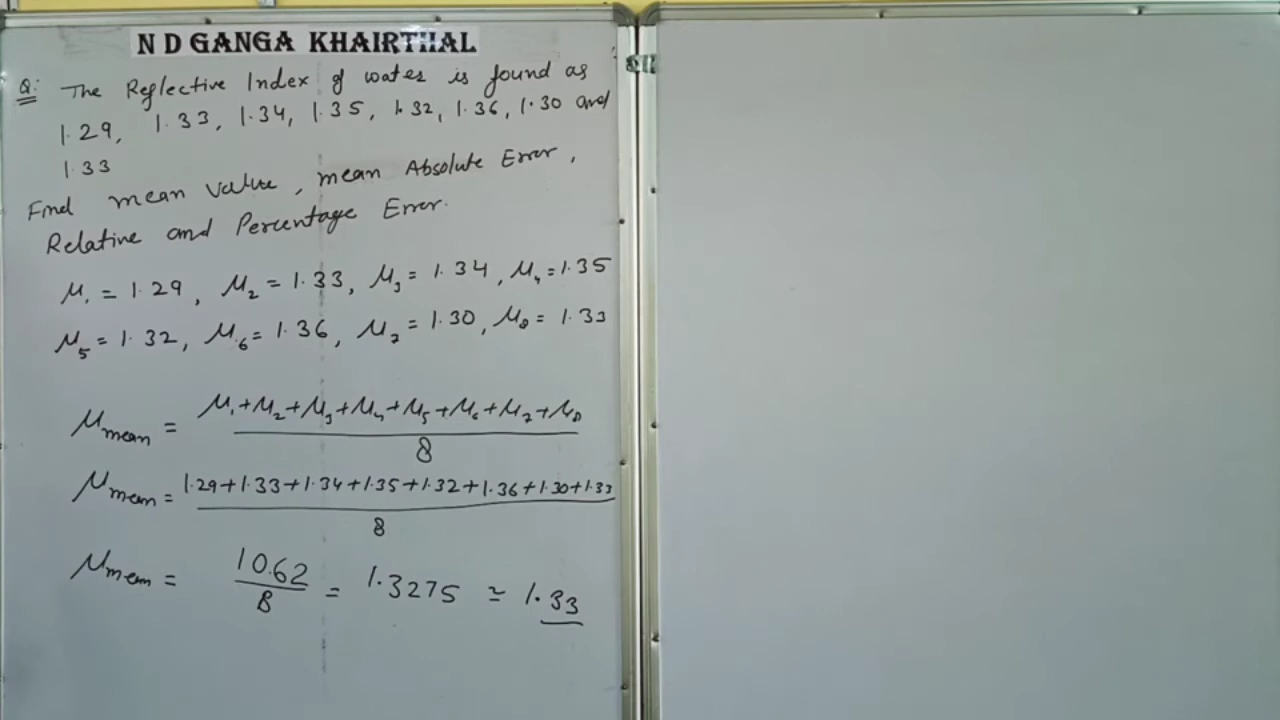 N D GANGA KHAIRTHAL
Q: The Reflective Index of water is found as
1.29, 1.33, 1.34, 1.35, 1.32, 1.36, 1.30 and
1.33
Find mean value, mean Absolute Error,
Relative and Percentage Error.
μ₁ = 1.29, μ₂ = 1.33, μ₃ = 1.34, μ₄ = 1.35
μ₅ = 1.32, μ₆ = 1.36, μ₇ = 1.30, μ₈ = 1.33
μmean = μ₁+μ₂+μ₃+μ₄+μ₅+μ₆+μ₇+μ₈
8
μmean = 1.29+1.33+1.34+1.35+1.32+1.36+1.30+1.33
8
μmean = 10.62 = 1.3275 ≃ 1.33
8